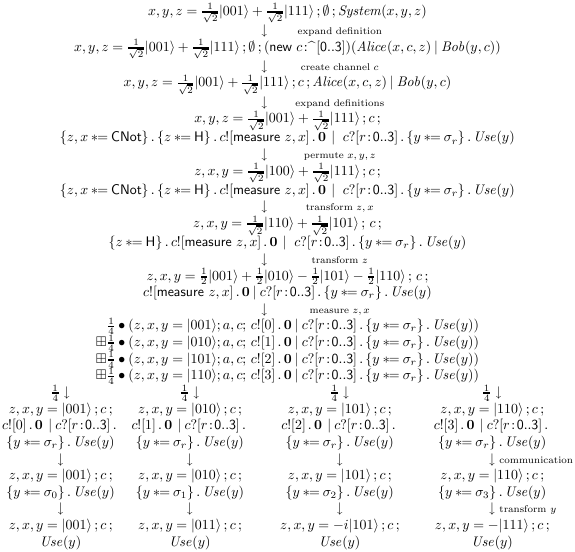 x, y, z = 1/√2|001⟩ + 1/√2|111⟩ ; ∅ ; System(x, y, z)
↓ expand definition
x, y, z = 1/√2|001⟩ + 1/√2|111⟩ ; ∅ ; (new c:^[0..3])(Alice(x, c, z) | Bob(y, c))
↓ create channel c
x, y, z = 1/√2|001⟩ + 1/√2|111⟩ ; c ; Alice(x, c, z) | Bob(y, c)
↓ expand definitions
x, y, z = 1/√2|001⟩ + 1/√2|111⟩ ; c ;
{z, x *= CNot} . {z *= H} . c![measure z, x] . 0 | c?[r:0..3] . {y *= σr} . Use(y)
↓ permute x, y, z
z, x, y = 1/√2|100⟩ + 1/√2|111⟩ ; c ;
{z, x *= CNot} . {z *= H} . c![measure z, x] . 0 | c?[r:0..3] . {y *= σr} . Use(y)
↓ transform z, x
z, x, y = 1/√2|110⟩ + 1/√2|101⟩ ; c ;
{z *= H} . c![measure z, x] . 0 | c?[r:0..3] . {y *= σr} . Use(y)
↓ transform z
z, x, y = 1/2|001⟩ + 1/2|010⟩ − 1/2|101⟩ − 1/2|110⟩ ; c ;
c![measure z, x] . 0 | c?[r:0..3] . {y *= σr} . Use(y)
↓ measure z, x
1/4 • (z, x, y = |001⟩; a, c; c![0] . 0 | c?[r:0..3] . {y *= σr} . Use(y))
⊞ 1/4 • (z, x, y = |010⟩; a, c; c![1] . 0 | c?[r:0..3] . {y *= σr} . Use(y))
⊞ 1/4 • (z, x, y = |101⟩; a, c; c![2] . 0 | c?[r:0..3] . {y *= σr} . Use(y))
⊞ 1/4 • (z, x, y = |110⟩; a, c; c![3] . 0 | c?[r:0..3] . {y *= σr} . Use(y))
1/4 ↓ 1/4 ↓ 1/4 ↓ 1/4 ↓
z, x, y = |001⟩ ; c ; z, x, y = |010⟩ ; c ; z, x, y = |101⟩ ; c ; z, x, y = |110⟩ ; c ;
c![0] . 0 | c?[r:0..3] . c![1] . 0 | c?[r:0..3] . c![2] . 0 | c?[r:0..3] . c![3] . 0 | c?[r:0..3] .
{y *= σr} . Use(y) {y *= σr} . Use(y) {y *= σr} . Use(y) {y *= σr} . Use(y)
↓ ↓ ↓ ↓ communication
z, x, y = |001⟩ ; c ; z, x, y = |010⟩ ; c ; z, x, y = |101⟩ ; c ; z, x, y = |110⟩ ; c ;
{y *= σ0} . Use(y) {y *= σ1} . Use(y) {y *= σ2} . Use(y) {y *= σ3} . Use(y)
↓ ↓ ↓ ↓ transform y
z, x, y = |001⟩ ; c ; z, x, y = |011⟩ ; c ; z, x, y = −i|101⟩ ; c ; z, x, y = −|111⟩ ; c ;
Use(y) Use(y) Use(y) Use(y)